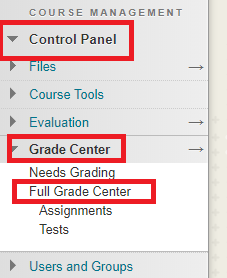 COURSE MANAGEMENT
Control Panel
Files
Course Tools
Evaluation
Grade Center
Needs Grading
Full Grade Center
Assignments
Tests
Users and Groups